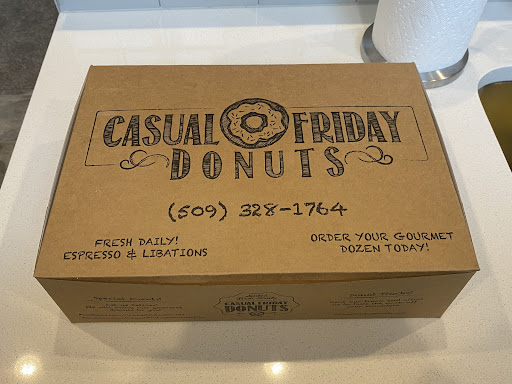 CASUAL FRIDAY
DONUTS
(509) 328-1764
FRESH DAILY!
ESPRESSO & LIBATIONS
ORDER YOUR GOURMET
DOZEN TODAY!
CASUAL FRIDAY
DONUTS